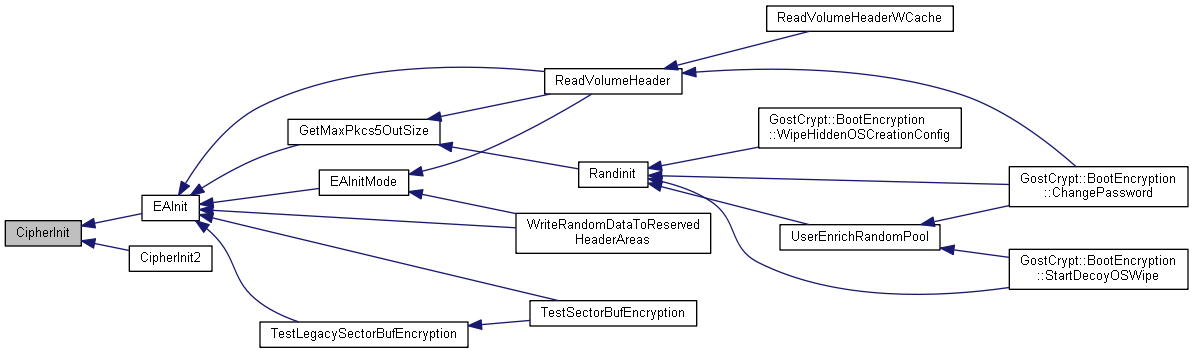 ReadVolumeHeaderWCache
ReadVolumeHeader
GostCrypt::BootEncryption
::WipeHiddenOSCreationConfig
GetMaxPkcs5OutSize
Randinit
EAInitMode
GostCrypt::BootEncryption
::ChangePassword
EAInit
CipherInit
WriteRandomDataToReserved
HeaderAreas
UserEnrichRandomPool
CipherInit2
GostCrypt::BootEncryption
::StartDecoyOSWipe
TestSectorBufEncryption
TestLegacySectorBufEncryption